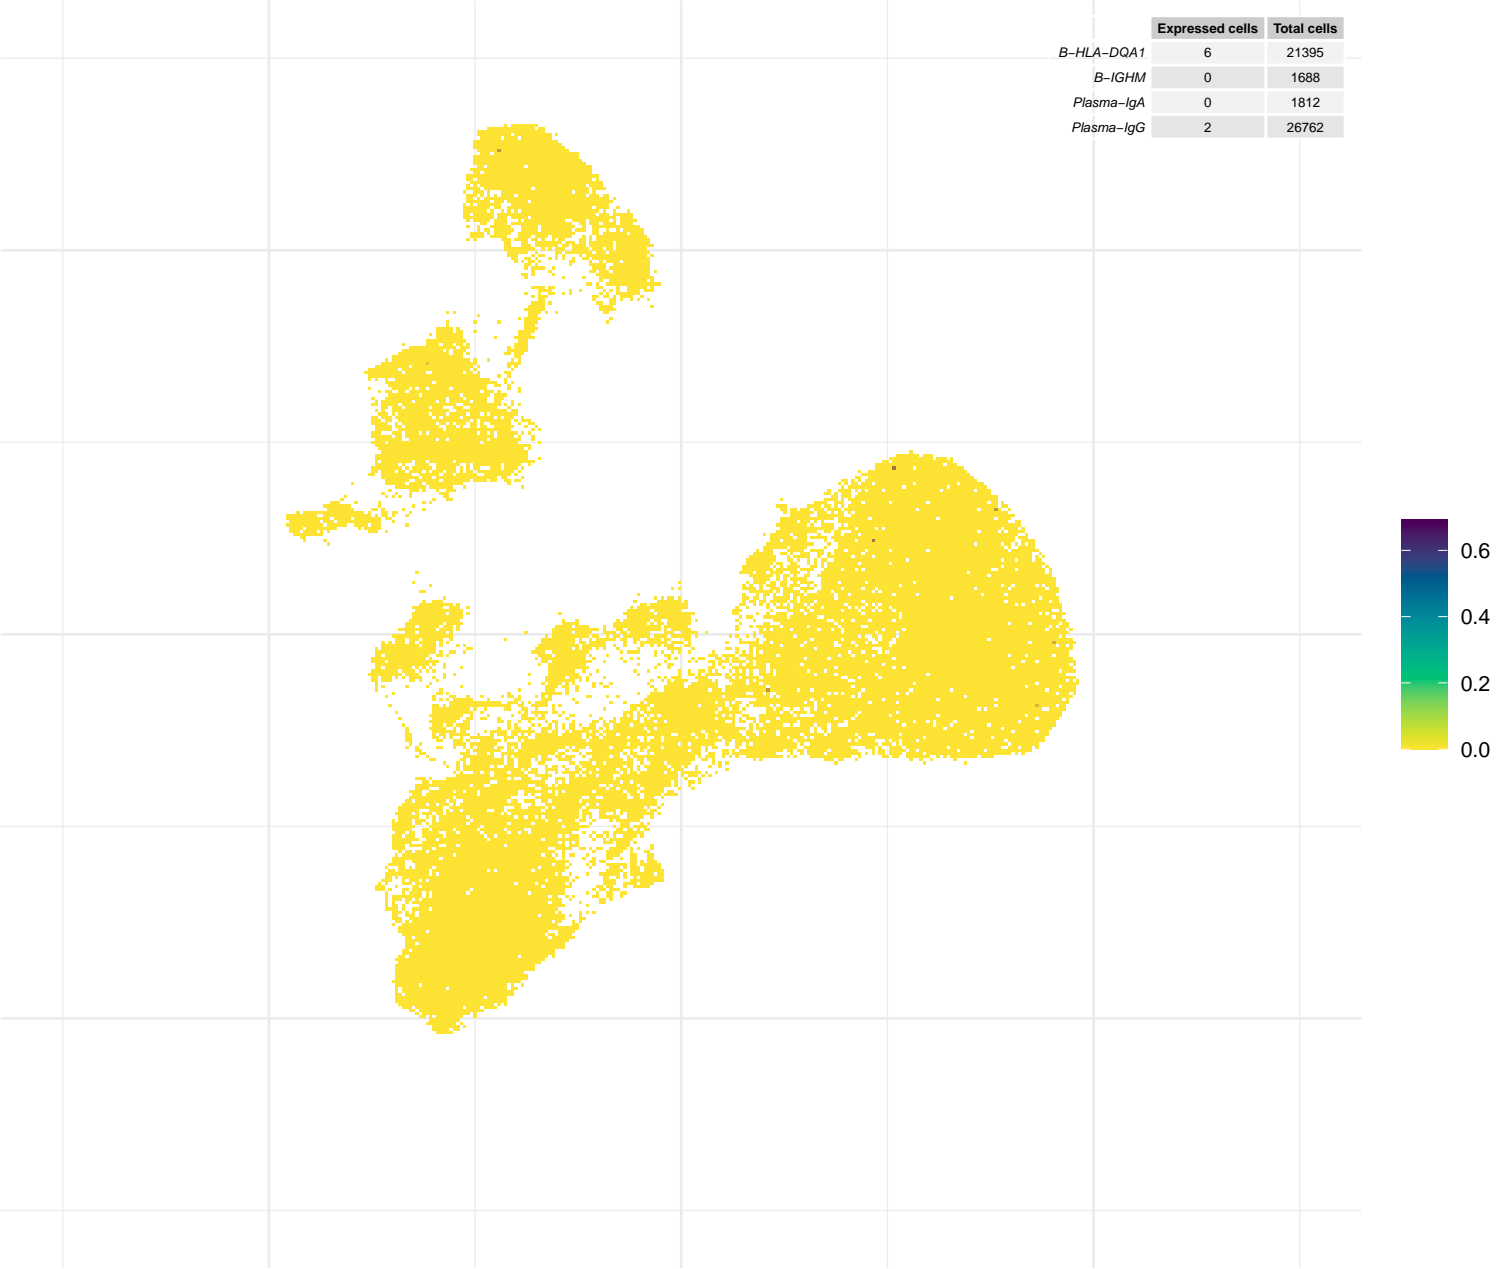 Expressed cells Total cells
B−HLA−DQA1 6 21395
B−IGHM 0 1688
Plasma−IgA 0 1812
Plasma−IgG 2 26762
0.6
0.4
0.2
0.0